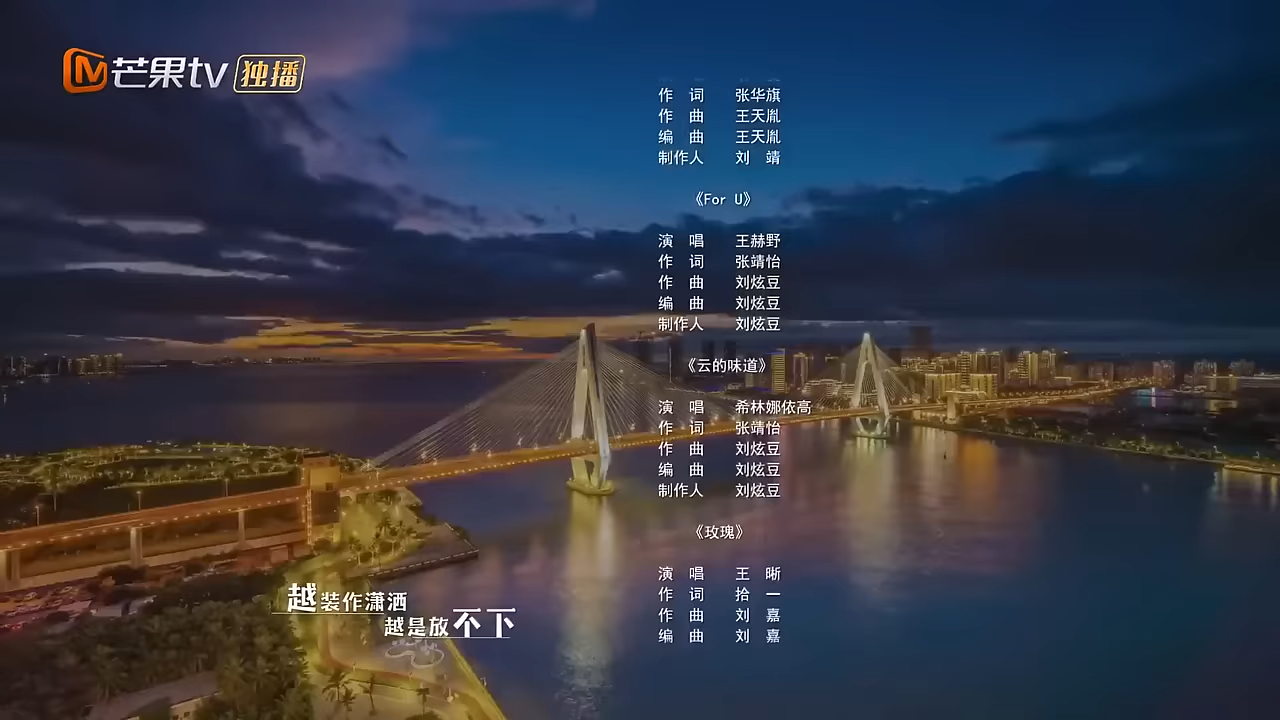 芒果tv 独播
作 词 张华旗
作 曲 王天胤
编 曲 王天胤
制作人 刘 靖
《For U》
演 唱 王赫野
作 词 张靖怡
作 曲 刘炫豆
编 曲 刘炫豆
制作人 刘炫豆
《云的味道》
演 唱 希林娜依高
作 词 张靖怡
作 曲 刘炫豆
编 曲 刘炫豆
制作人 刘炫豆
《玫瑰》
演 唱 王 晰
作 词 拾 一
作 曲 刘 嘉
编 曲 刘 嘉
越装作潇洒
越是放不下